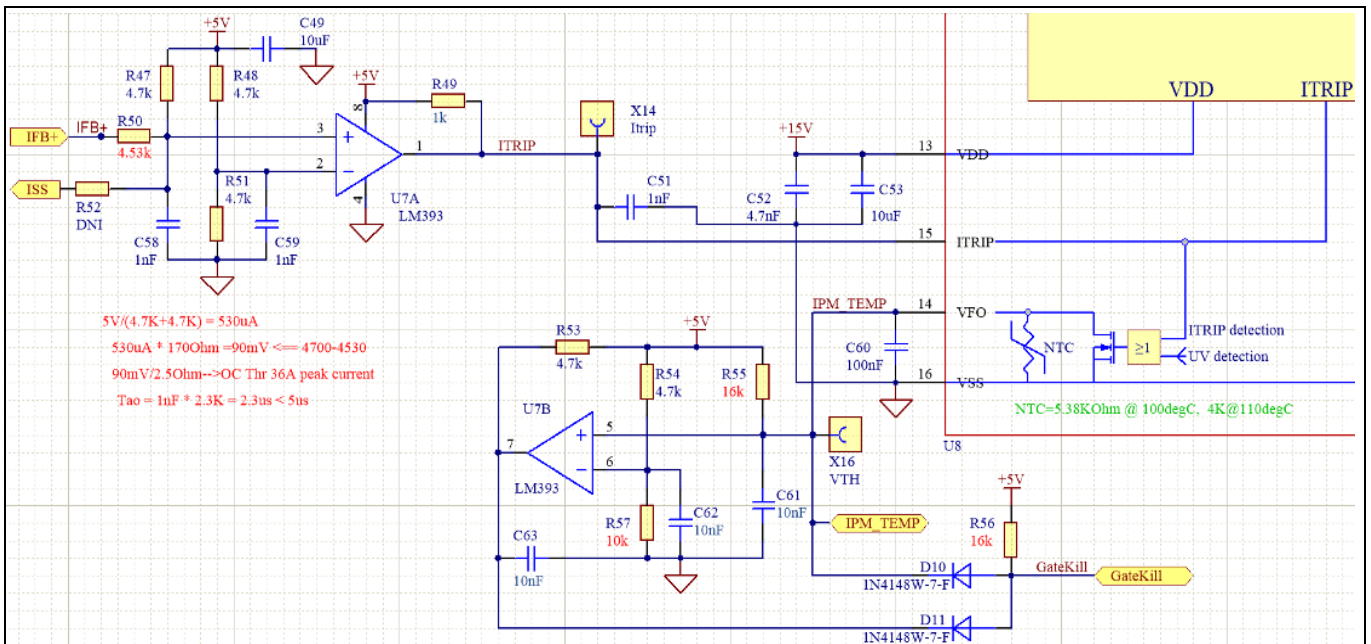 +5V
C49
10uF
R47
4.7k
R48
4.7k
+5V
R49
1k
X14
Itrip
VDD
ITRIP
IFB+
IFB+
R50
4.53k
3
8
1
ITRIP
+15V
13
VDD
2
ISS
R52
DNI
R51
4.7k
4
U7A
LM393
C51
1nF
C52
4.7nF
C53
10uF
C58
1nF
C59
1nF
15
ITRIP
IPM_TEMP
14
VFO
5V/(4.7K+4.7K) = 530uA
530uA * 170Ohm =90mV <== 4700-4530
90mV/2.5Ohm-->OC Thr 36A peak current
Tao = 1nF * 2.3K = 2.3us < 5us
R53
4.7k
+5V
C60
100nF
NTC
≥1
ITRIP detection
UV detection
R54
4.7k
R55
16k
16
VSS
NTC=5.38KOhm @ 100degC, 4K@110degC
U7B
7
5
6
LM393
X16
VTH
U8
+5V
C61
10nF
R57
10k
C62
10nF
IPM_TEMP
R56
16k
C63
10nF
D10
1N4148W-7-F
GateKill
GateKill
D11
1N4148W-7-F